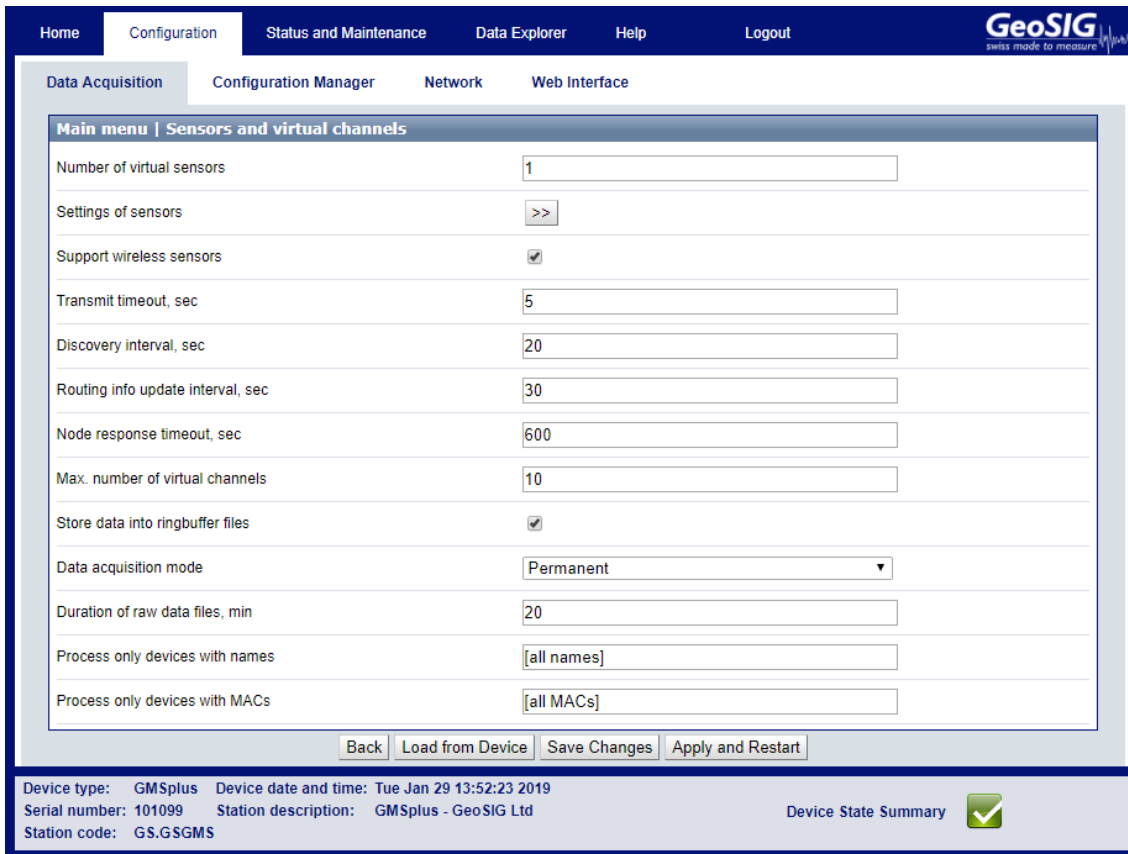 Home Configuration Status and Maintenance Data Explorer Help Logout GeoSIG
swiss made to measure
Data Acquisition Configuration Manager Network Web Interface
Main menu | Sensors and virtual channels
Number of virtual sensors 1
Settings of sensors >>
Support wireless sensors
Transmit timeout, sec 5
Discovery interval, sec 20
Routing info update interval, sec 30
Node response timeout, sec 600
Max. number of virtual channels 10
Store data into ringbuffer files
Data acquisition mode Permanent
Duration of raw data files, min 20
Process only devices with names [all names]
Process only devices with MACs [all MACs]
Back Load from Device Save Changes Apply and Restart
Device type: GMSplus Device date and time: Tue Jan 29 13:52:23 2019
Serial number: 101099 Station description: GMSplus - GeoSIG Ltd Device State Summary
Station code: GS.GSGMS